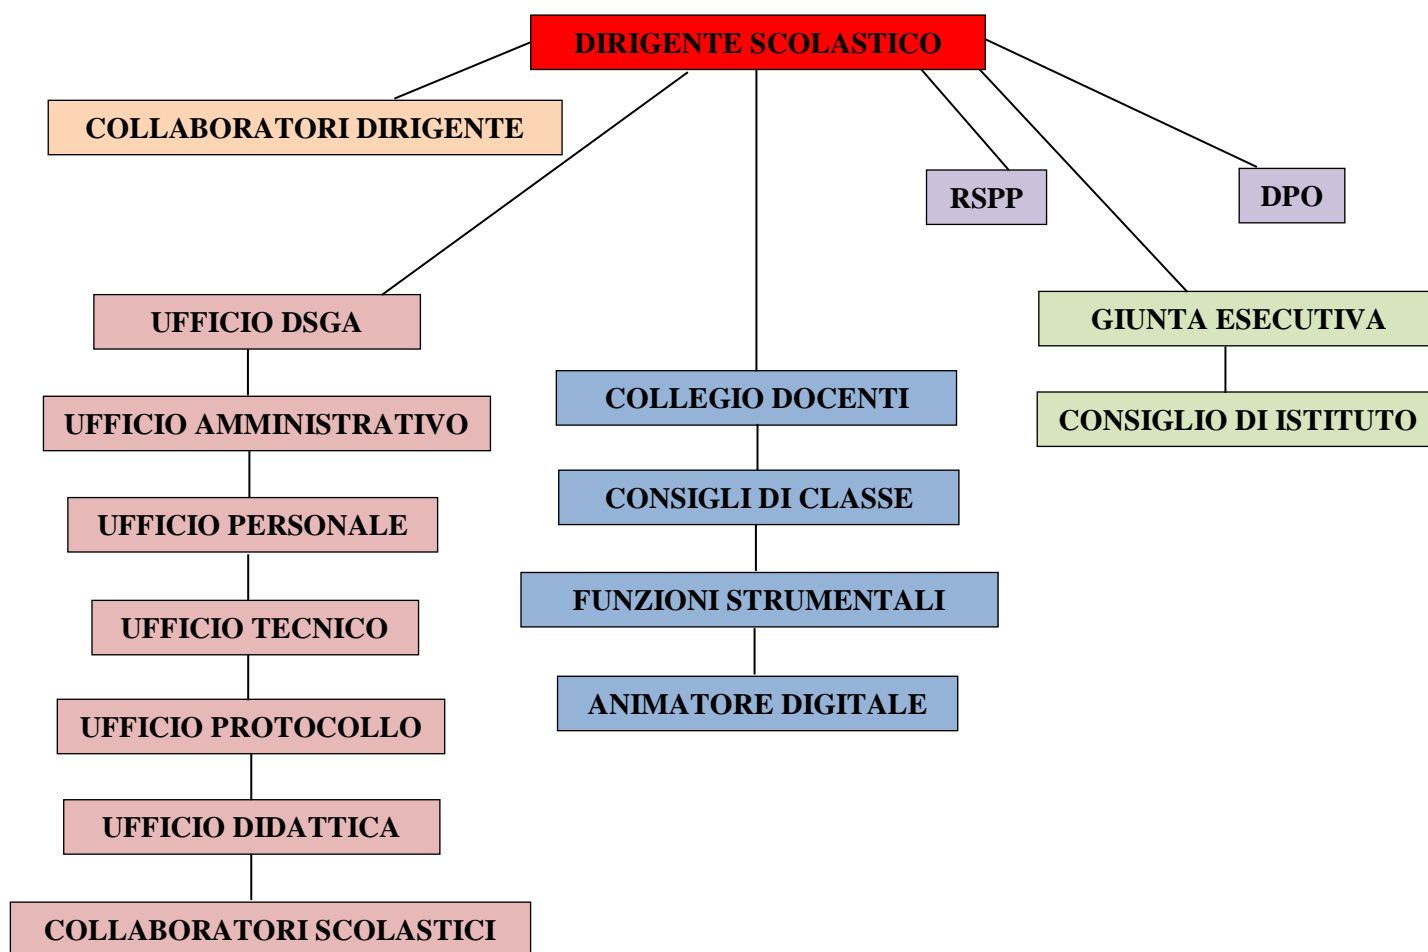 DIRIGENTE SCOLASTICO
COLLABORATORI DIRIGENTE
RSPP
DPO
UFFICIO DSGA
GIUNTA ESECUTIVA
COLLEGIO DOCENTI
UFFICIO AMMINISTRATIVO
CONSIGLIO DI ISTITUTO
CONSIGLI DI CLASSE
UFFICIO PERSONALE
FUNZIONI STRUMENTALI
UFFICIO TECNICO
ANIMATORE DIGITALE
UFFICIO PROTOCOLLO
UFFICIO DIDATTICA
COLLABORATORI SCOLASTICI